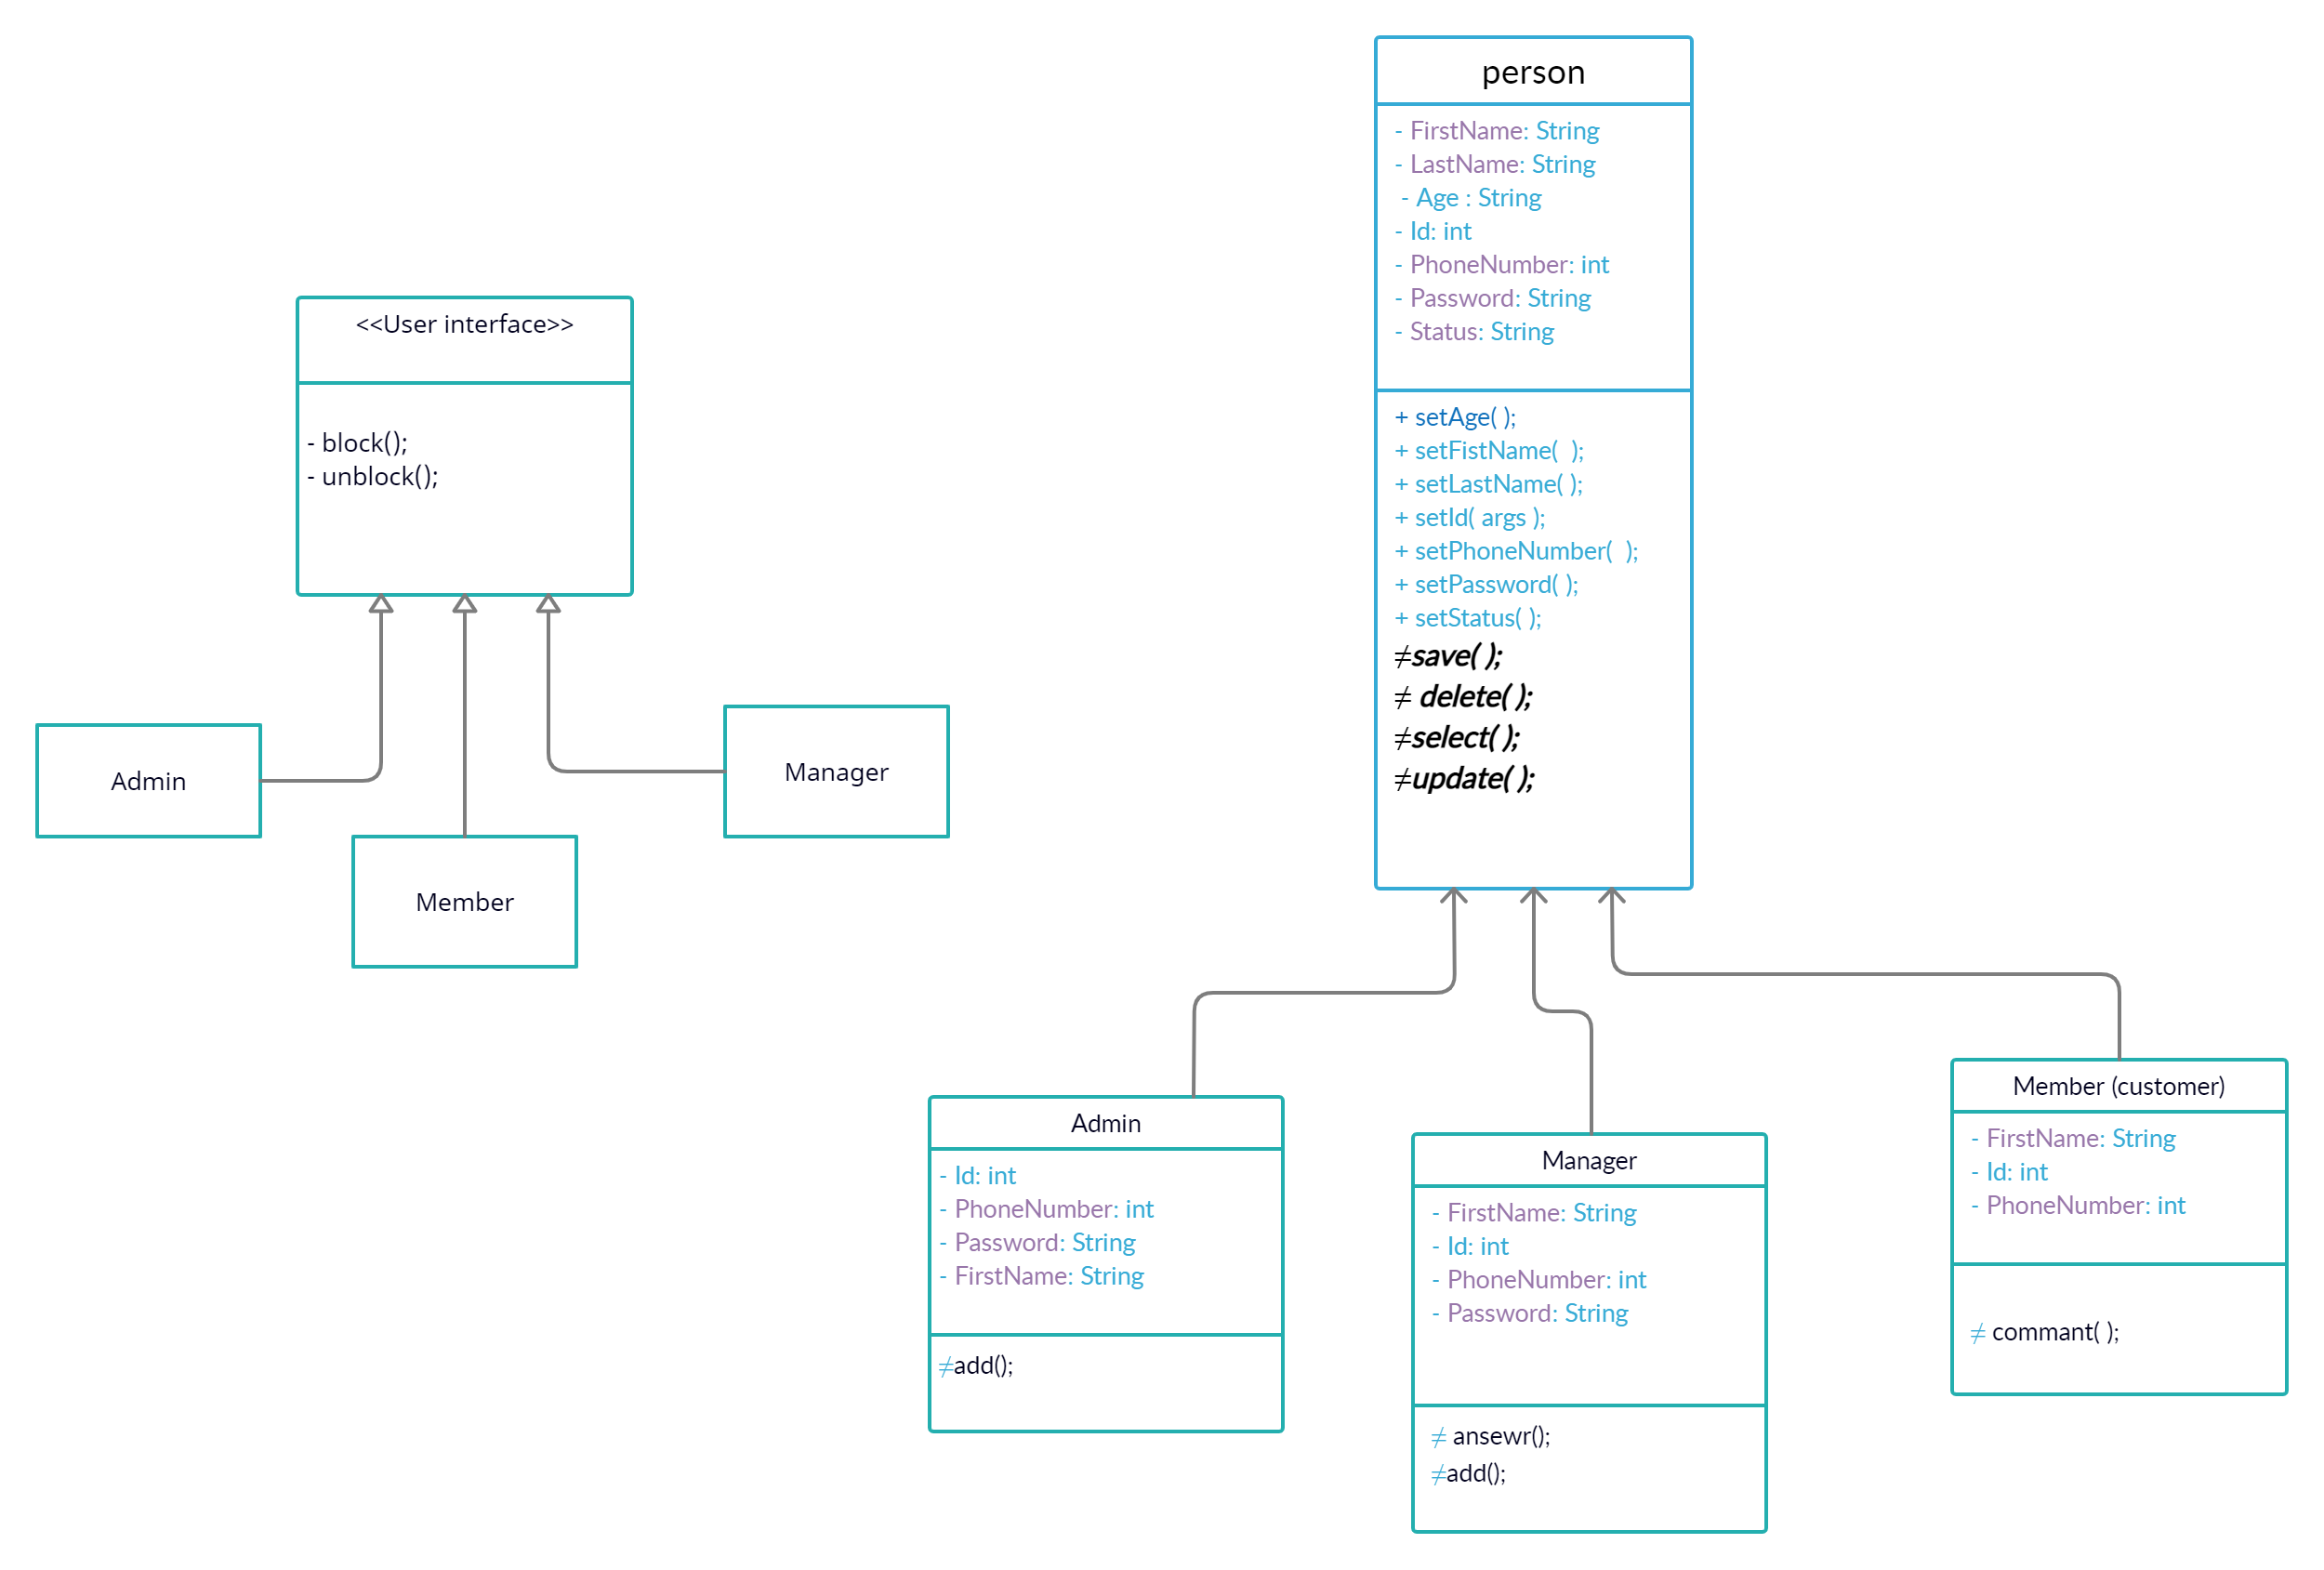 <<User interface>>
- block();
- unblock();
Admin
Member
Manager
person
- FirstName: String
- LastName: String
- Age : String
- Id: int
- PhoneNumber: int
- Password: String
- Status: String
+ setAge( );
+ setFistName(  );
+ setLastName( );
+ setId( args );
+ setPhoneNumber(  );
+ setPassword( );
+ setStatus( );
≠save( );
≠ delete( );
≠select( );
≠update( );
Admin
- Id: int
- PhoneNumber: int
- Password: String
- FirstName: String
≠add();
Manager
- FirstName: String
- Id: int
- PhoneNumber: int
- Password: String
≠ ansewr();
≠add();
Member (customer)
- FirstName: String
- Id: int
- PhoneNumber: int
≠ commant( );